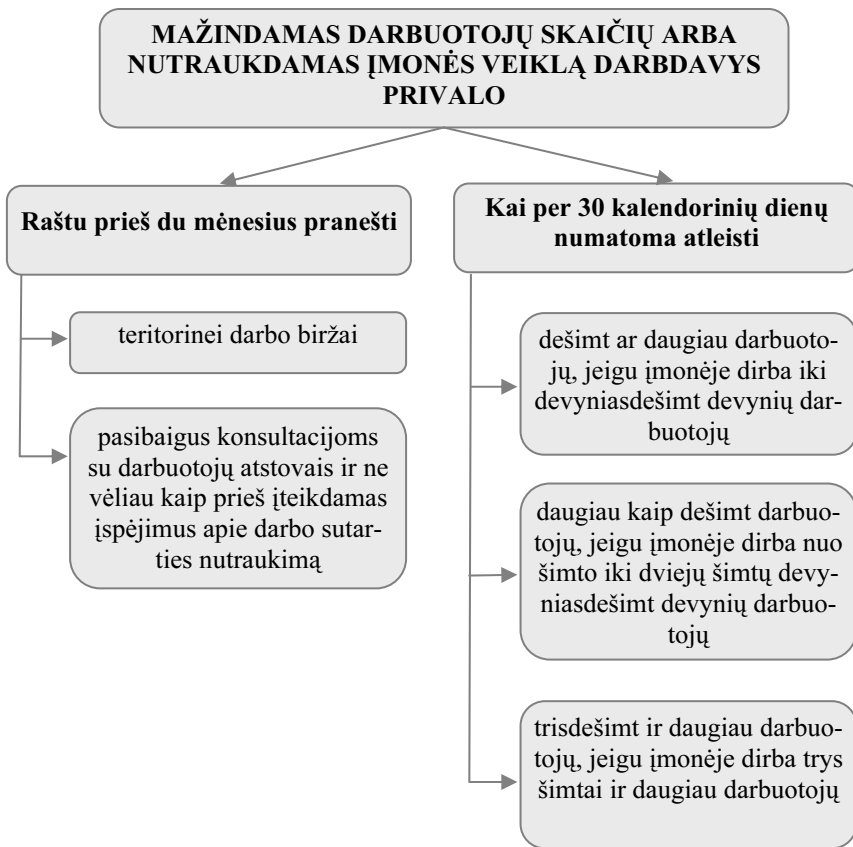 MAŽINDAMAS DARBUOTOJŲ SKAIČIŲ ARBA
NUTRAUKDAMAS ĮMONĖS VEIKLĄ DARBDAVYS
PRIVALO
Raštu prieš du mėnesius pranešti
teritorinei darbo biržai
pasibaigus konsultacijoms
su darbuotojų atstovais ir ne
vėliau kaip prieš įteikdamas
įspėjimus apie darbo sutar-
ties nutraukimą
Kai per 30 kalendorinių dienų
numatoma atleisti
dešimt ar daugiau darbuoto-
jų, jeigu įmonėje dirba iki
devyniasdešimt devynių dar-
buotojų
daugiau kaip dešimt darbuo-
tojų, jeigu įmonėje dirba nuo
šimto iki dviejų šimtų devy-
niasdešimt devynių darbuo-
tojų
trisdešimt ir daugiau darbuo-
tojų, jeigu įmonėje dirba trys
šimtai ir daugiau darbuotojų